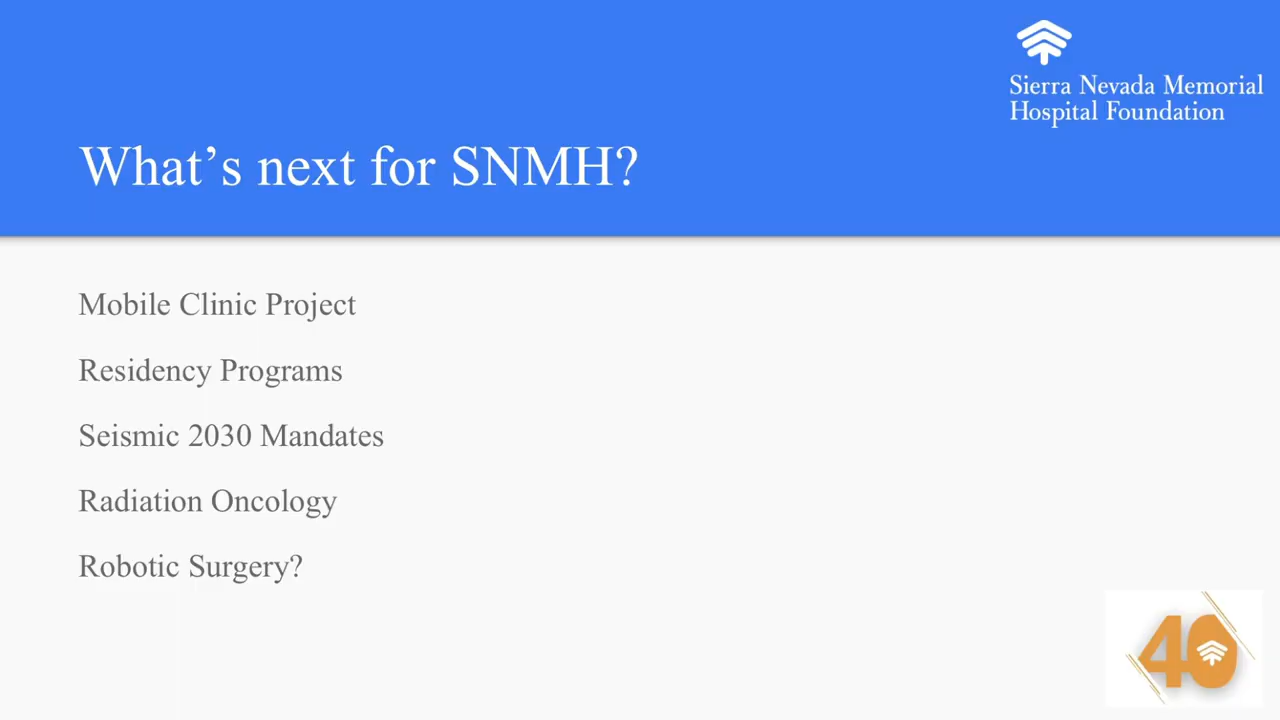 Sierra Nevada Memorial
Hospital Foundation
What’s next for SNMH?
Mobile Clinic Project
Residency Programs
Seismic 2030 Mandates
Radiation Oncology
Robotic Surgery?
40